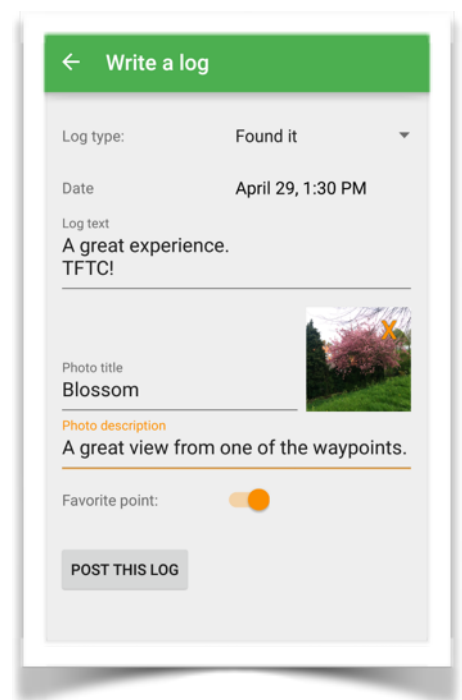 Write a log
Log type:
Found it
Date
April 29, 1:30 PM
Log text
A great experience.
TFTC!
X
Photo title
Blossom
Photo description
A great view from one of the waypoints.
Favorite point:
POST THIS LOG